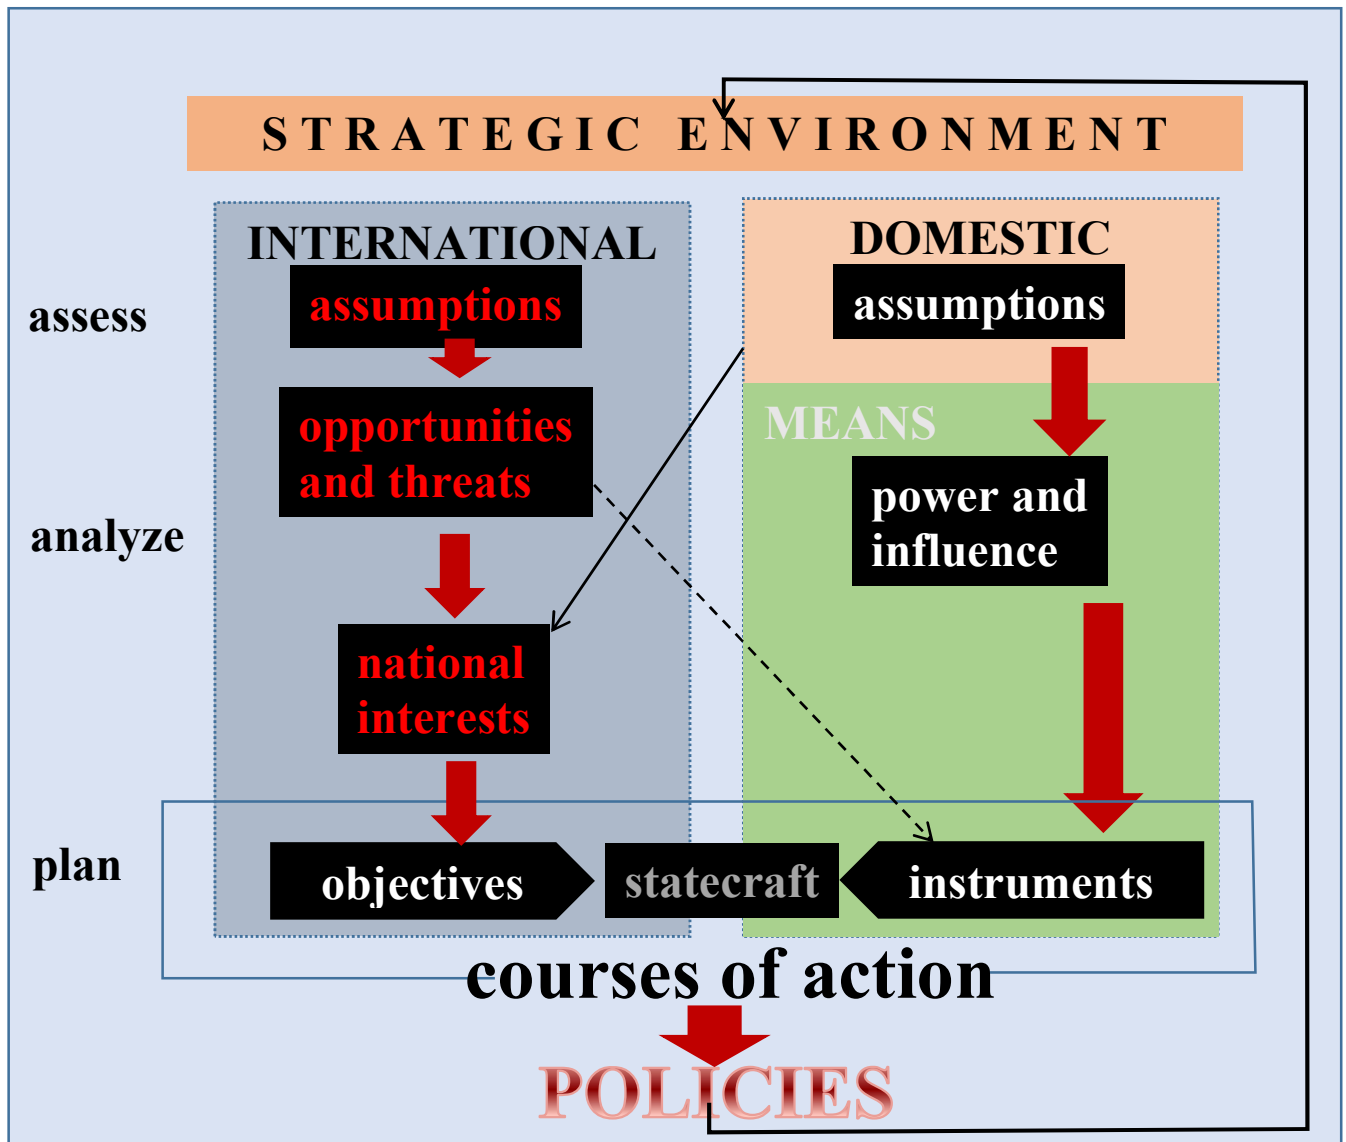 STRATEGIC ENVIRONMENT
INTERNATIONAL
DOMESTIC
assess
assumptions
assumptions
opportunities
and threats
MEANS
analyze
power and
influence
national
interests
plan
objectives
statecraft
instruments
courses of action
POLICIES